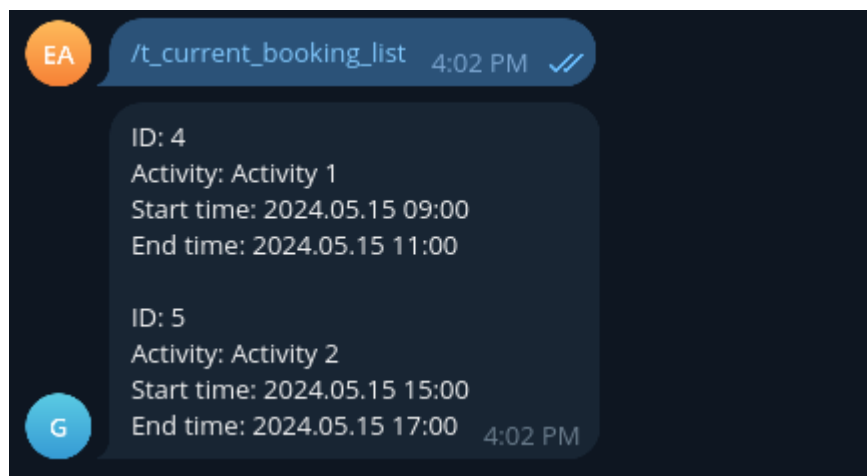 EA
/t_current_booking_list 4:02 PM
ID: 4
Activity: Activity 1
Start time: 2024.05.15 09:00
End time: 2024.05.15 11:00
ID: 5
Activity: Activity 2
Start time: 2024.05.15 15:00
End time: 2024.05.15 17:00 4:02 PM
G